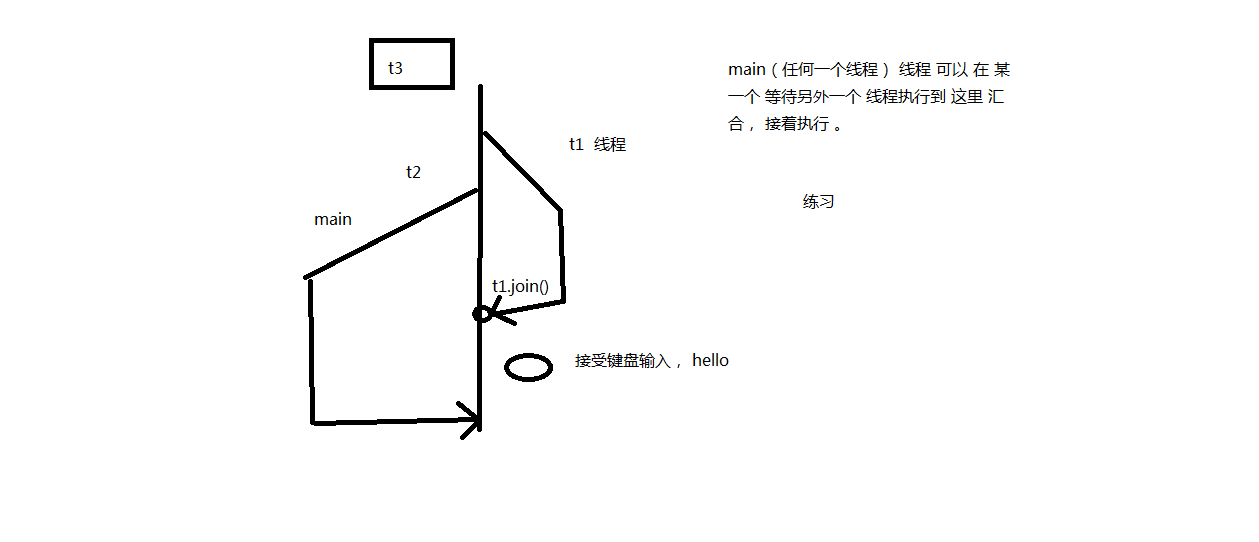 t3
main（任何一个线程） 线程 可以 在 某
一个 等待另外一个 线程执行到 这里 汇
合， 接着执行 。
t1 线程
t2
练习
main
t1.join()
接受键盘输入， hello